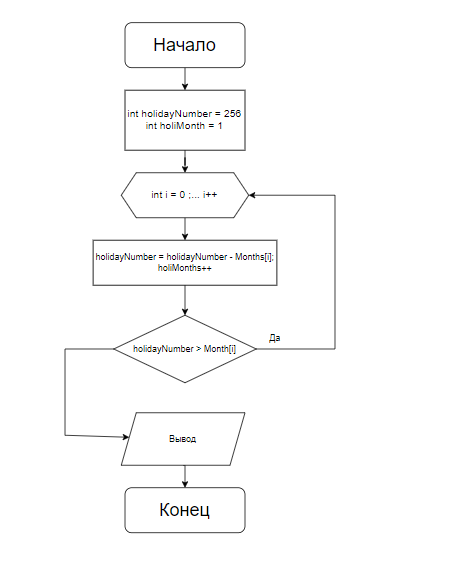 Начало
int holidayNumber = 256
int holiMonth = 1
int i = 0 ;... i++
holidayNumber = holidayNumber - Months[i];
holiMonths++
holidayNumber > Month[i]
Да
Вывод
Конец